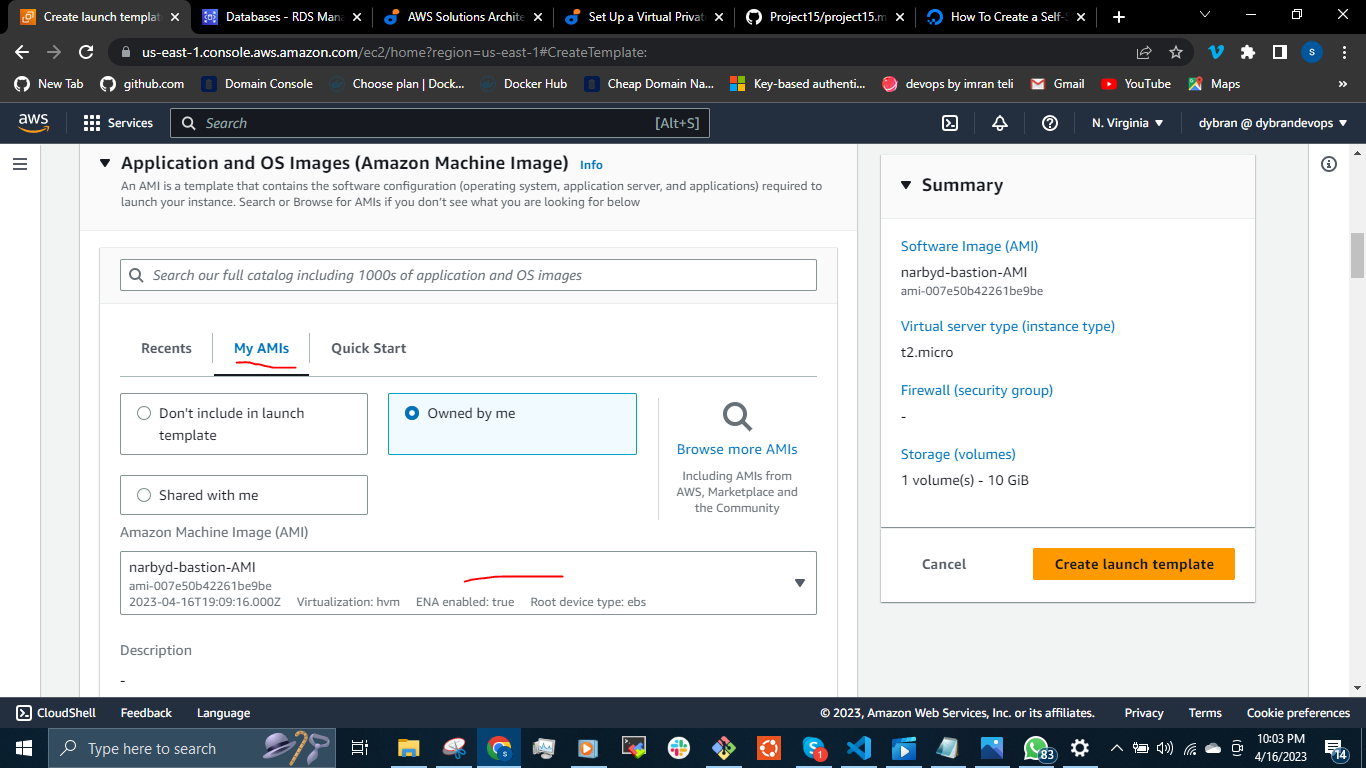 Create launch templat
Databases - RDS Mana
AWS Solutions Archite
Set Up a Virtual Privat
Project15/project15.m
How To Create a Self-S
us-east-1.console.aws.amazon.com/ec2/home?region=us-east-1#CreateTemplate:
S
New Tab
github.com
Domain Console
Choose plan | Dock...
Docker Hub
Cheap Domain Na...
Key-based authenti...
devops by imran teli
Gmail
YouTube
Maps
»
aws
Services
Search
[Alt+S]
N. Virginia
dybran @ dybrandevops
Application and OS Images (Amazon Machine Image) Info
An AMI is a template that contains the software configuration (operating system, application server, and applications) required to
launch your instance. Search or Browse for AMIs if you don't see what you are looking for below
Search our full catalog including 1000s of application and OS images
Recents
My AMIs
Quick Start
Don't include in launch
template
Owned by me
Shared with me
Browse more AMIs
Including AMIs from
AWS, Marketplace and
the Community
Amazon Machine Image (AMI)
narbyd-bastion-AMI
ami-007e50b42261be9be
2023-04-16T19:09:16.000Z Virtualization: hvm ENA enabled: true Root device type: ebs
Description
-
Summary
Software Image (AMI)
narbyd-bastion-AMI
ami-007e50b42261be9be
Virtual server type (instance type)
t2.micro
Firewall (security group)
-
Storage (volumes)
1 volume(s) - 10 GiB
Cancel
Create launch template
CloudShell
Feedback
Language
© 2023, Amazon Web Services, Inc. or its affiliates.
Privacy
Terms
Cookie preferences
Type here to search
S
1
83
10:03 PM
4/16/2023
14